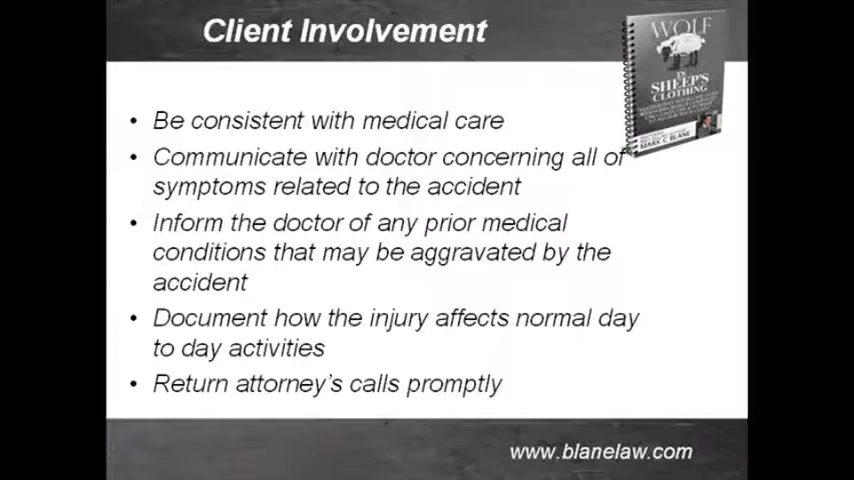 Client Involvement
WOLF
IN
SHEEP'S
CLOTHING
MARK C BLANE
• Be consistent with medical care
• Communicate with doctor concerning all of
symptoms related to the accident
• Inform the doctor of any prior medical
conditions that may be aggravated by the
accident
• Document how the injury affects normal day
to day activities
• Return attorney's calls promptly
www.blanelaw.com